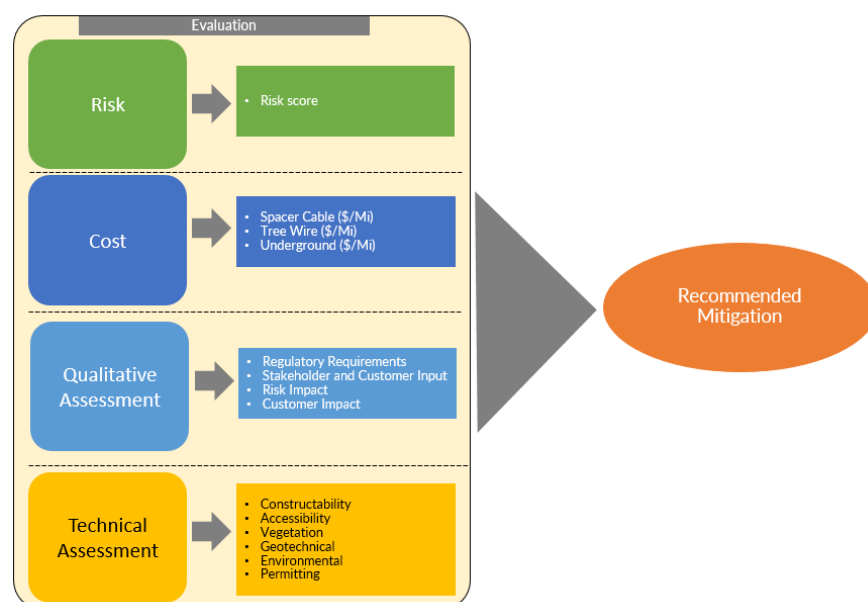 Evaluation
Risk
• Risk score
Cost
• Spacer Cable ($/Mi)
• Tree Wire ($/Mi)
• Underground ($/Mi)
Qualitative
Assessment
• Regulatory Requirements
• Stakeholder and Customer Input
• Risk Impact
• Customer Impact
Technical
Assessment
• Constructability
• Accessibility
• Vegetation
• Geotechnical
• Environmental
• Permitting
Recommended
Mitigation